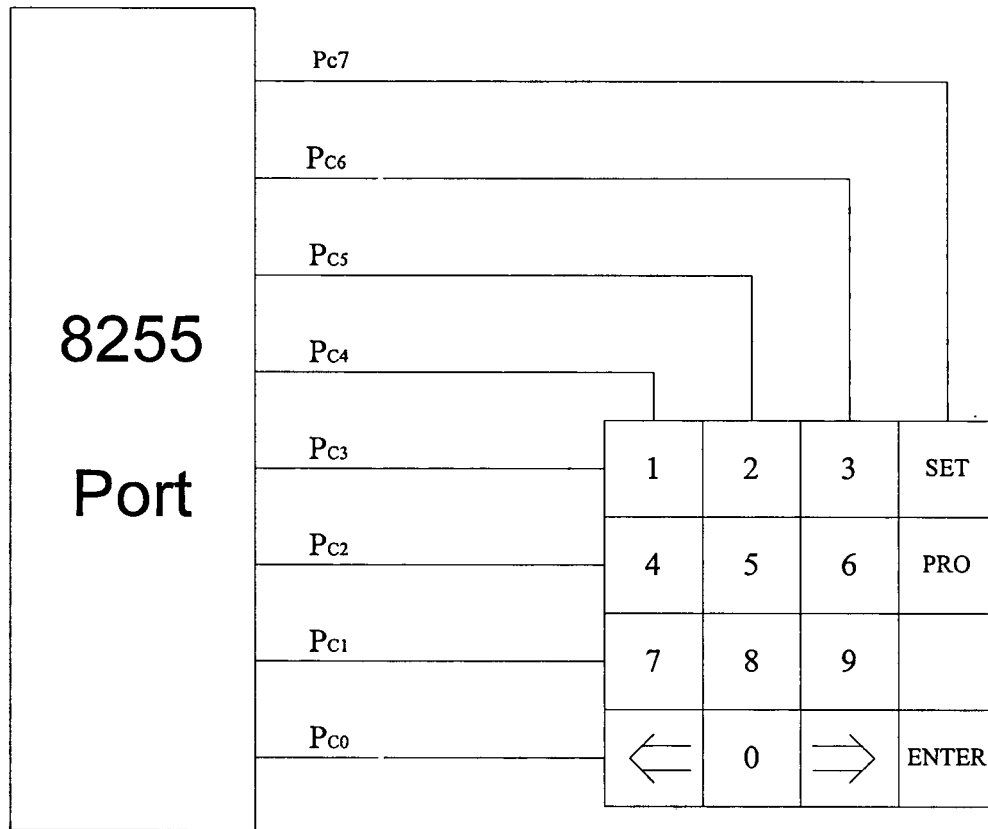 Pc7
PC6
PC5
8255
PC4
Port
PC3
PC2
PC1
PC0
1 2 3 SET
4 5 6 PRO
7 8 9
0 ENTER